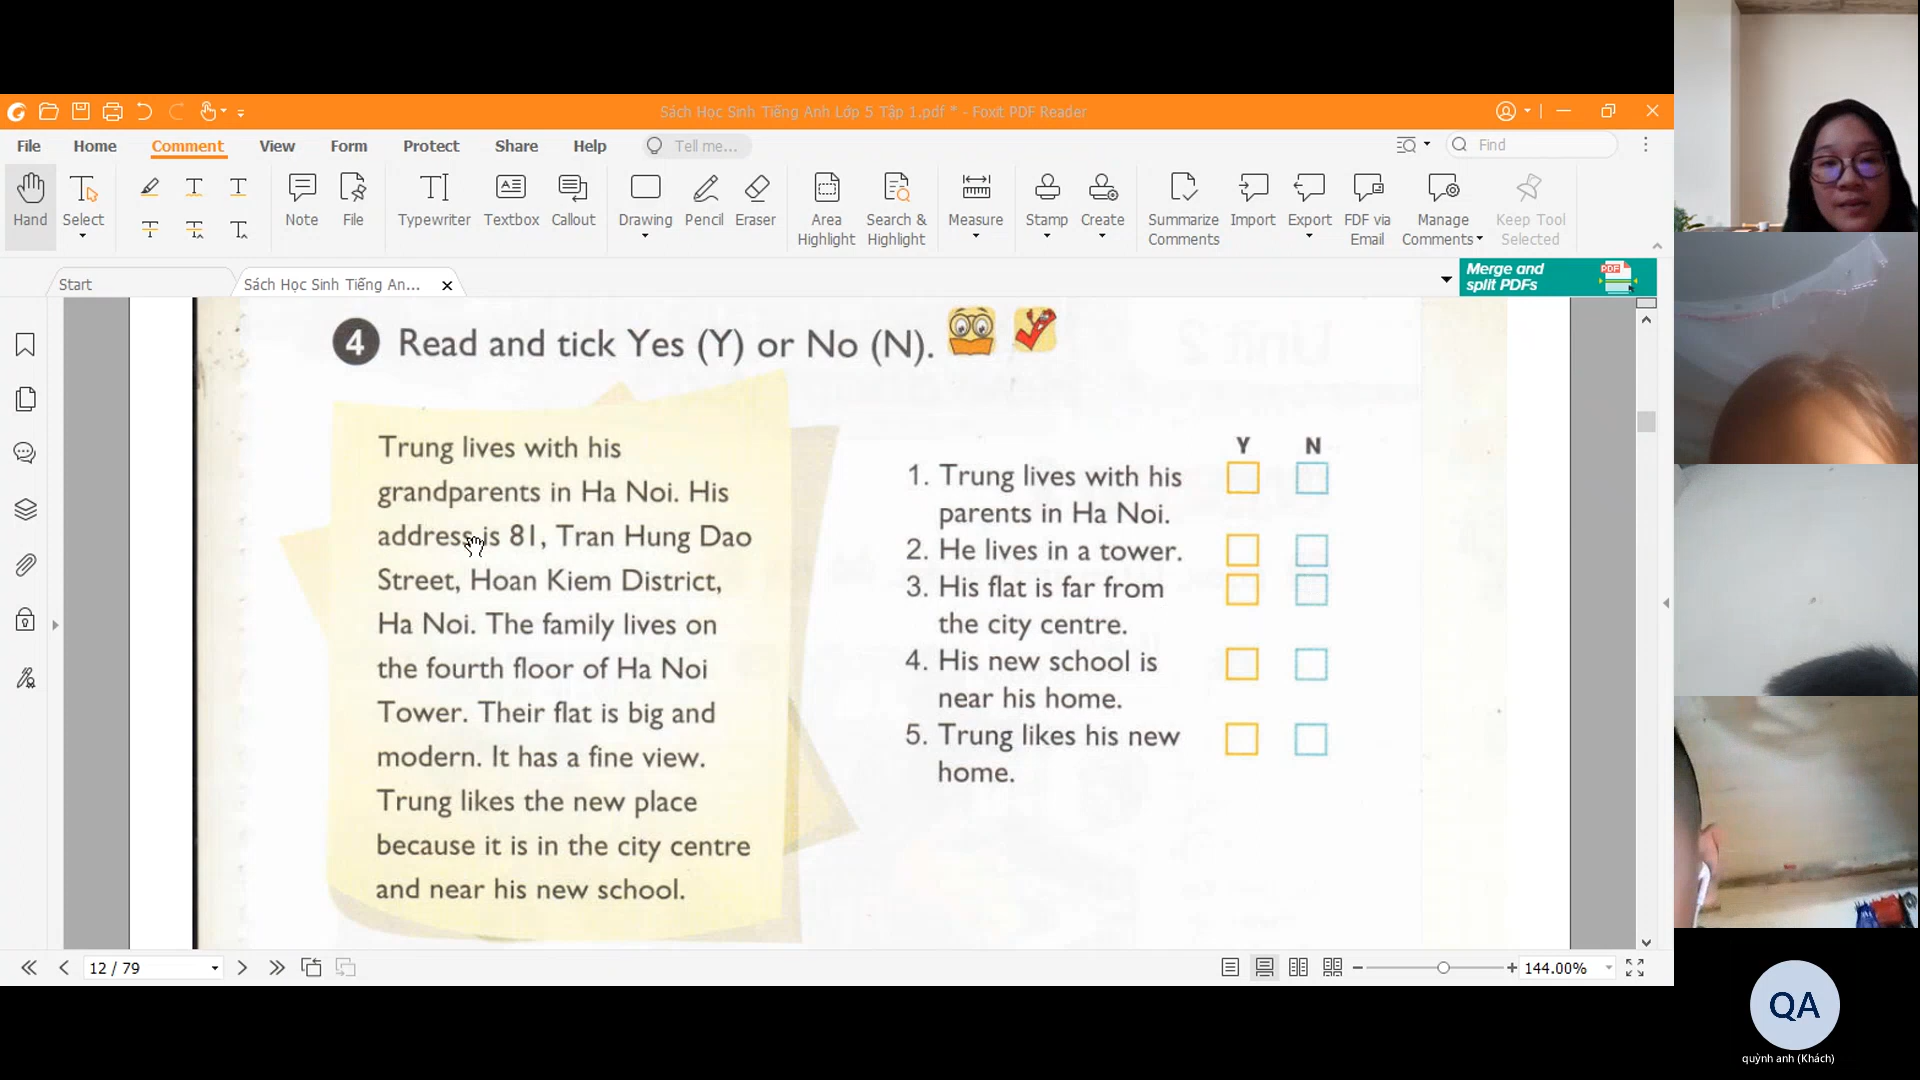 Sách Học Sinh Tiếng Anh Lớp 5 Tập 1.pdf * - Foxit PDF Reader
File Home Comment View Form Protect Share Help Tell me... Find
Hand Select Note File Typewriter Textbox Callout Drawing Pencil Eraser Area Highlight Search & Highlight Measure Stamp Create Summarize Comments Import Export FDF via Email Manage Comments Keep Tool Selected
Start Sách Học Sinh Tiếng An...
Merge and
split PDFs
PDF
4 Read and tick Yes (Y) or No (N).
Trung lives with his
grandparents in Ha Noi. His
address is 81, Tran Hung Dao
Street, Hoan Kiem District,
Ha Noi. The family lives on
the fourth floor of Ha Noi
Tower. Their flat is big and
modern. It has a fine view.
Trung likes the new place
because it is in the city centre
and near his new school.
Y N
1. Trung lives with his
parents in Ha Noi.
2. He lives in a tower.
3. His flat is far from
the city centre.
4. His new school is
near his home.
5. Trung likes his new
home.
12 / 79
144.00%
QA
quỳnh anh (Khách)